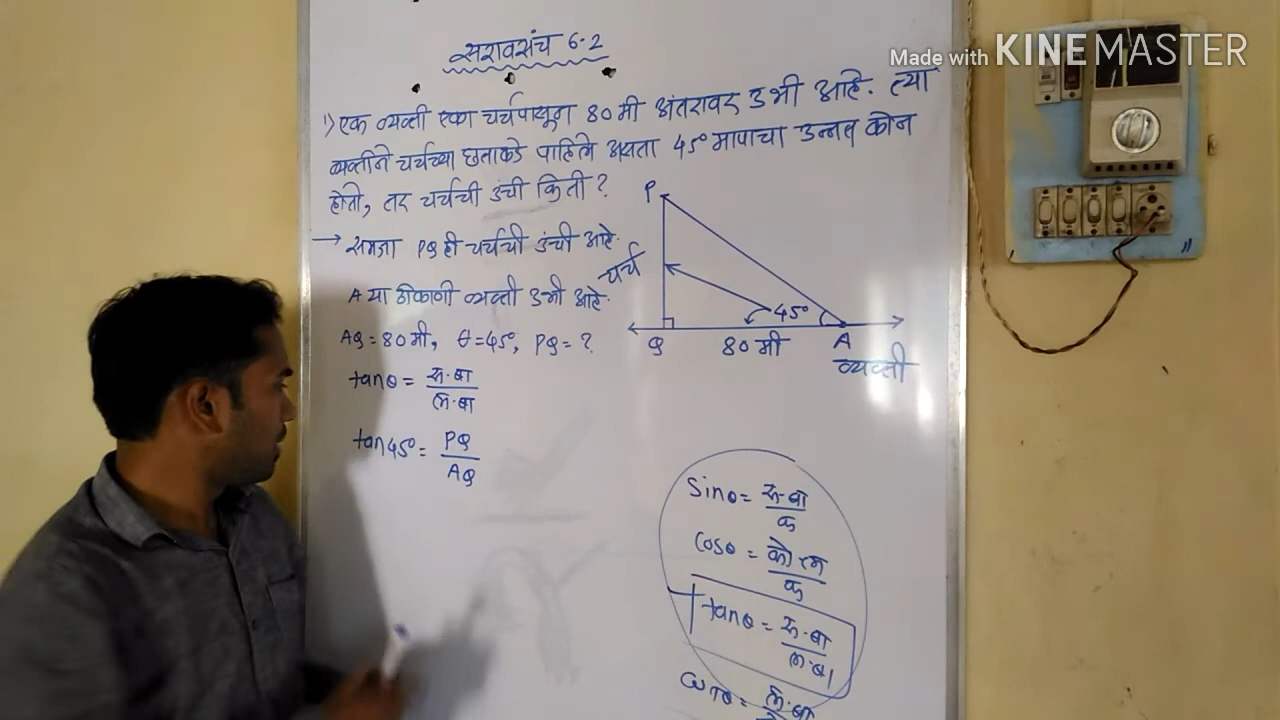 Made with KINEMASTER
सरावसंच 6.2
1) एक व्यक्ती एका चर्चपासून 80 मी अंतरावर उभी आहे. त्या
व्यक्तीने चर्चच्या छताकडे पाहिले असता 45° मापाचा उन्नत कोन
होतो, तर चर्चची उंची किती?
→ समजा PQ ही चर्चची उंची आहे.
A या ठिकाणी व्यक्ती उभी आहे.
AQ = 80 मी, θ = 45°, PQ = ?
tanθ = स.बा / ल.बा
tan45° = PQ / AQ
P
चर्च
45°
Q
80 मी
A
व्यक्ती
Sinθ =
क
Cosθ =
क
tanθ =
ल.बा